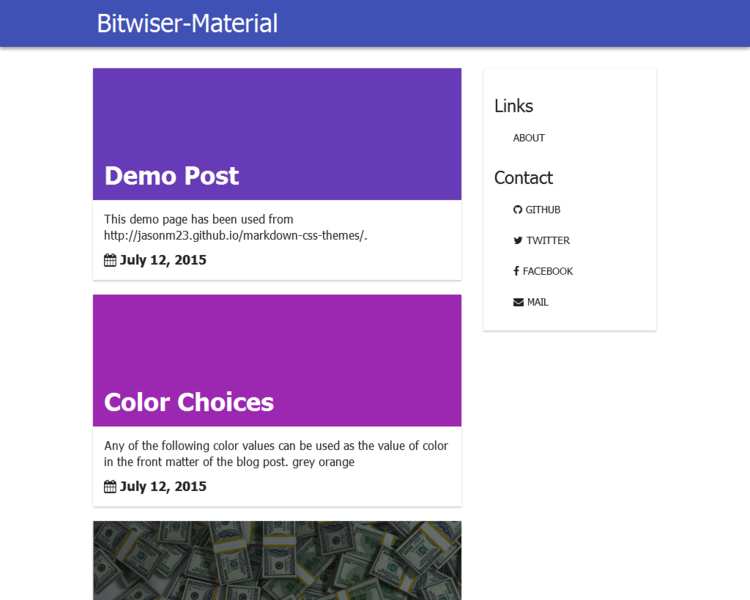 Bitwiser-Material
Demo Post
This demo page has been used from
http://jasonm23.github.io/markdown-css-themes/.
July 12, 2015
Color Choices
Any of the following color values can be used as the value of color
in the front matter of the blog post. grey orange
July 12, 2015
Links
ABOUT
Contact
GITHUB
TWITTER
FACEBOOK
MAIL